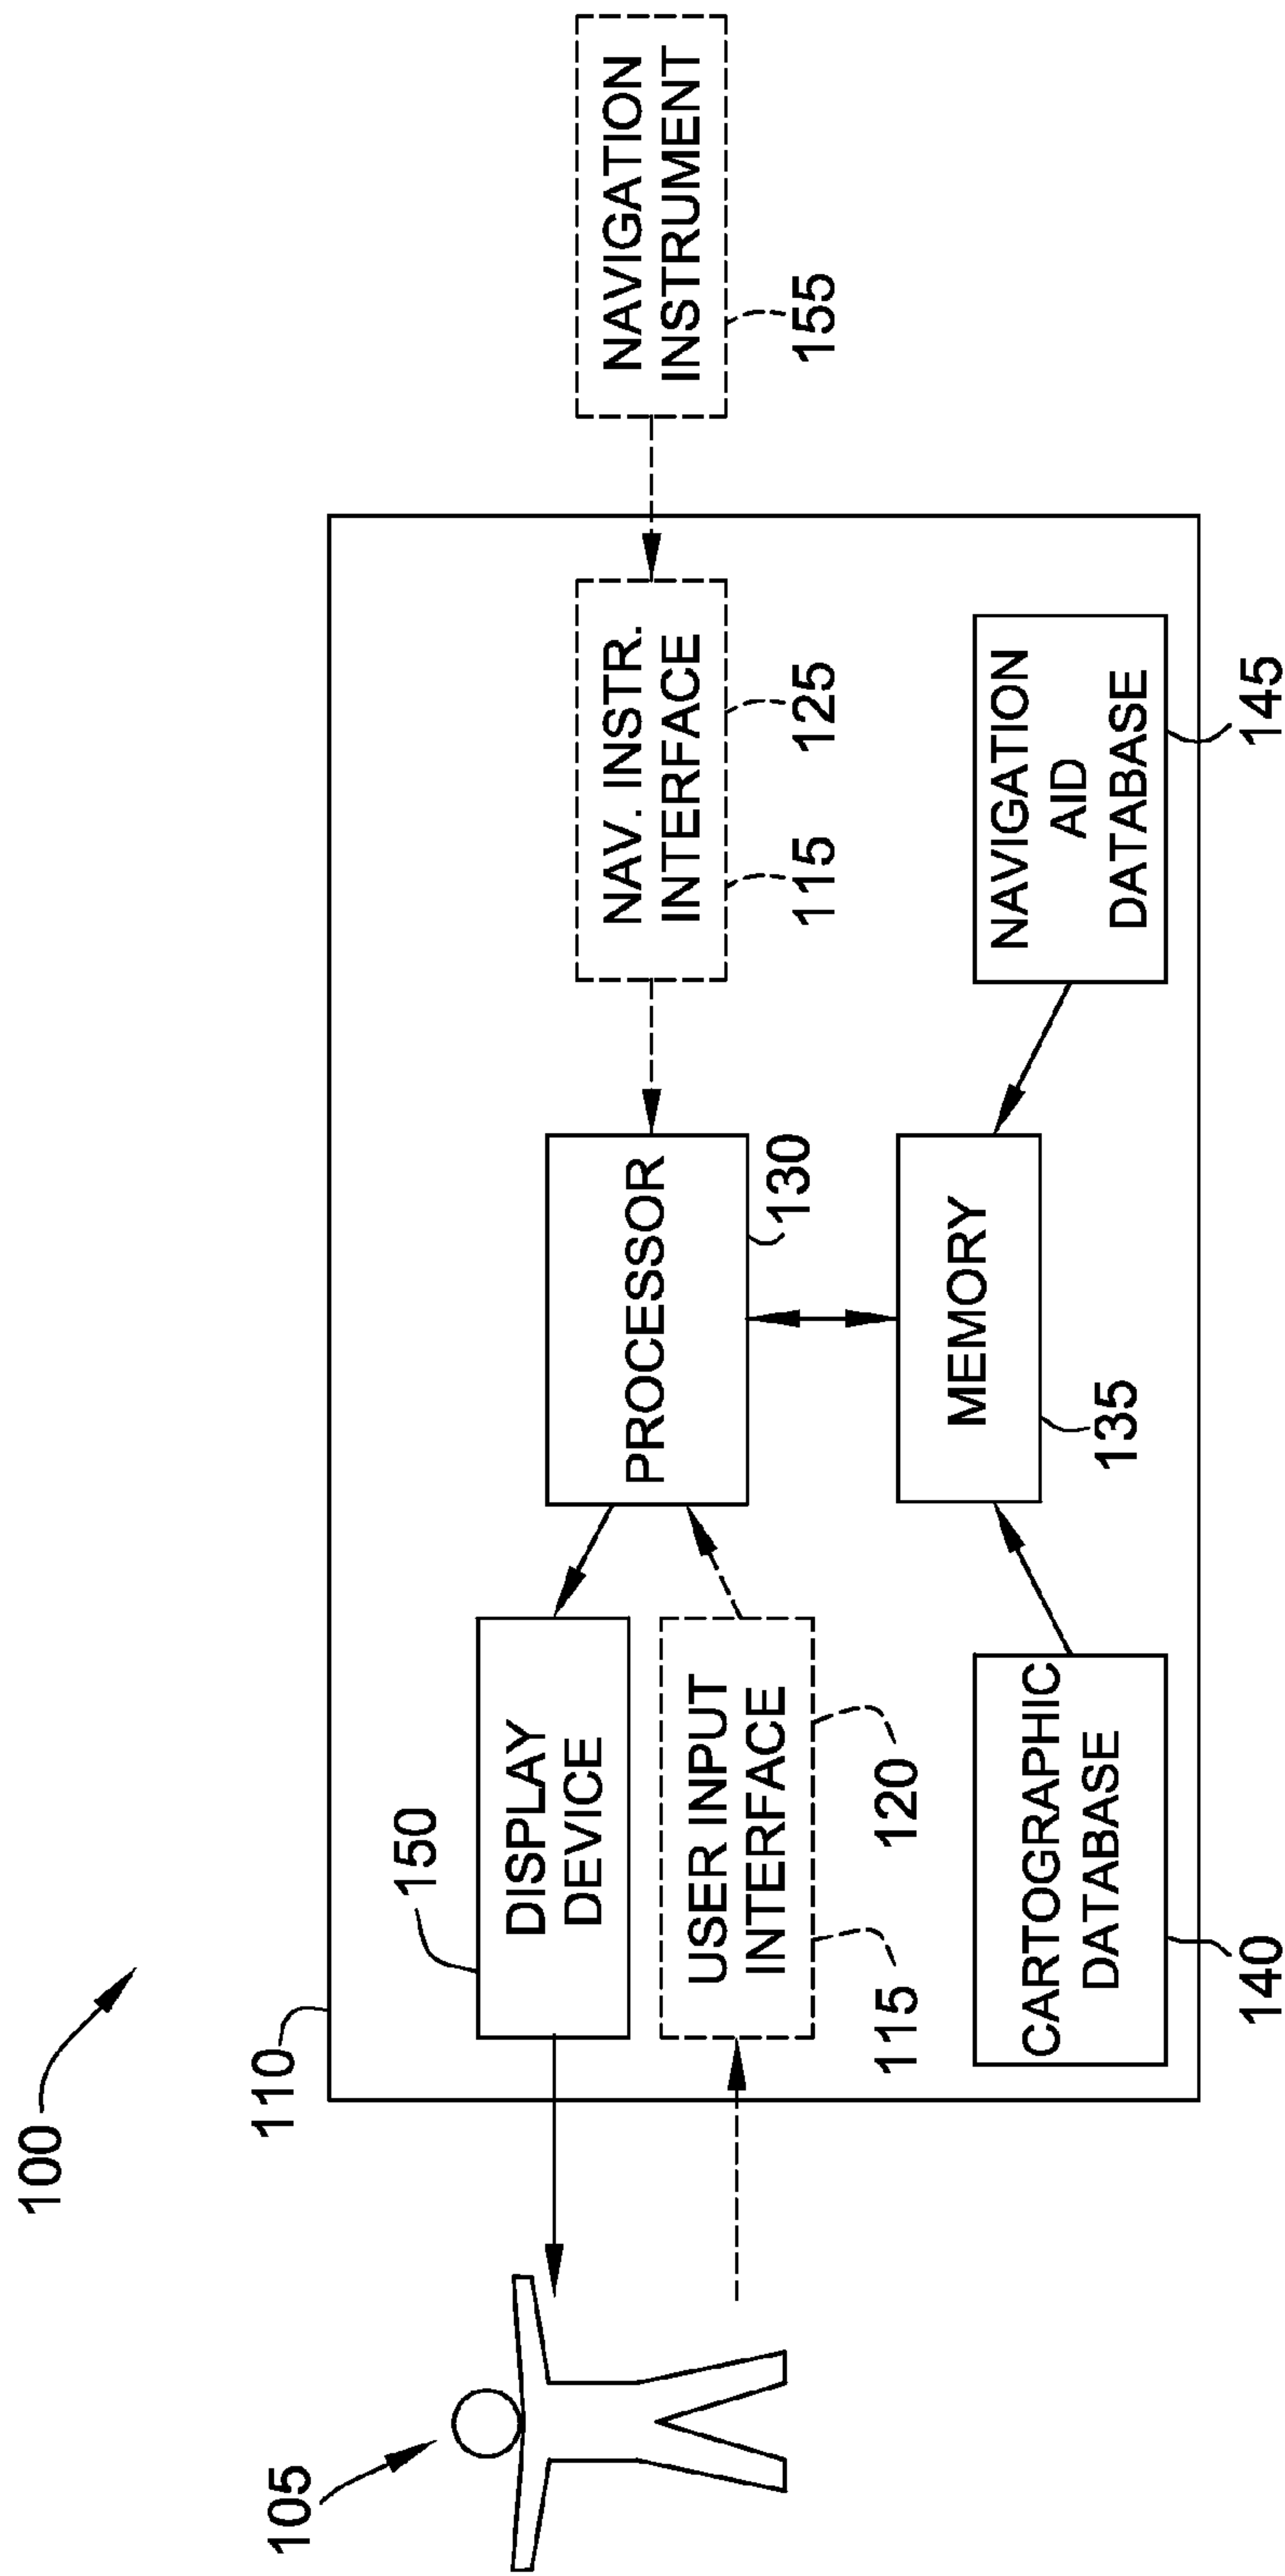 100
110
105
150
DISPLAY
DEVICE
USER INPUT
INTERFACE
115
120
PROCESSOR
130
NAV. INSTR.
INTERFACE
115
125
NAVIGATION
INSTRUMENT
155
CARTOGRAPHIC
DATABASE
140
MEMORY
135
NAVIGATION
AID
DATABASE
145